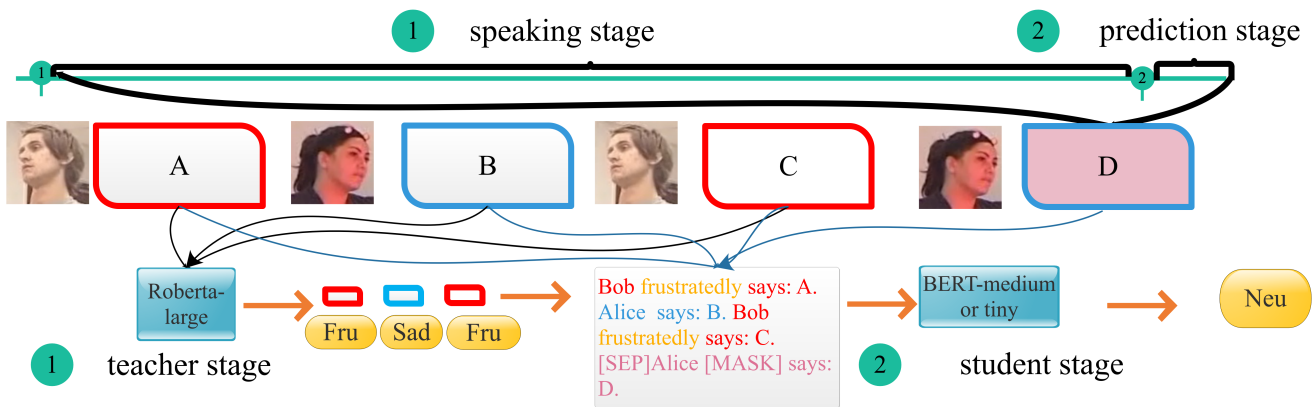 1 speaking stage 2 prediction stage
1 2
A B C D
Roberta-
large
Fru Sad Fru
Bob frustratedly says: A.
Alice says: B. Bob
frustratedly says: C.
[SEP]Alice [MASK] says:
D.
BERT-medium
or tiny
Neu
1 teacher stage 2 student stage